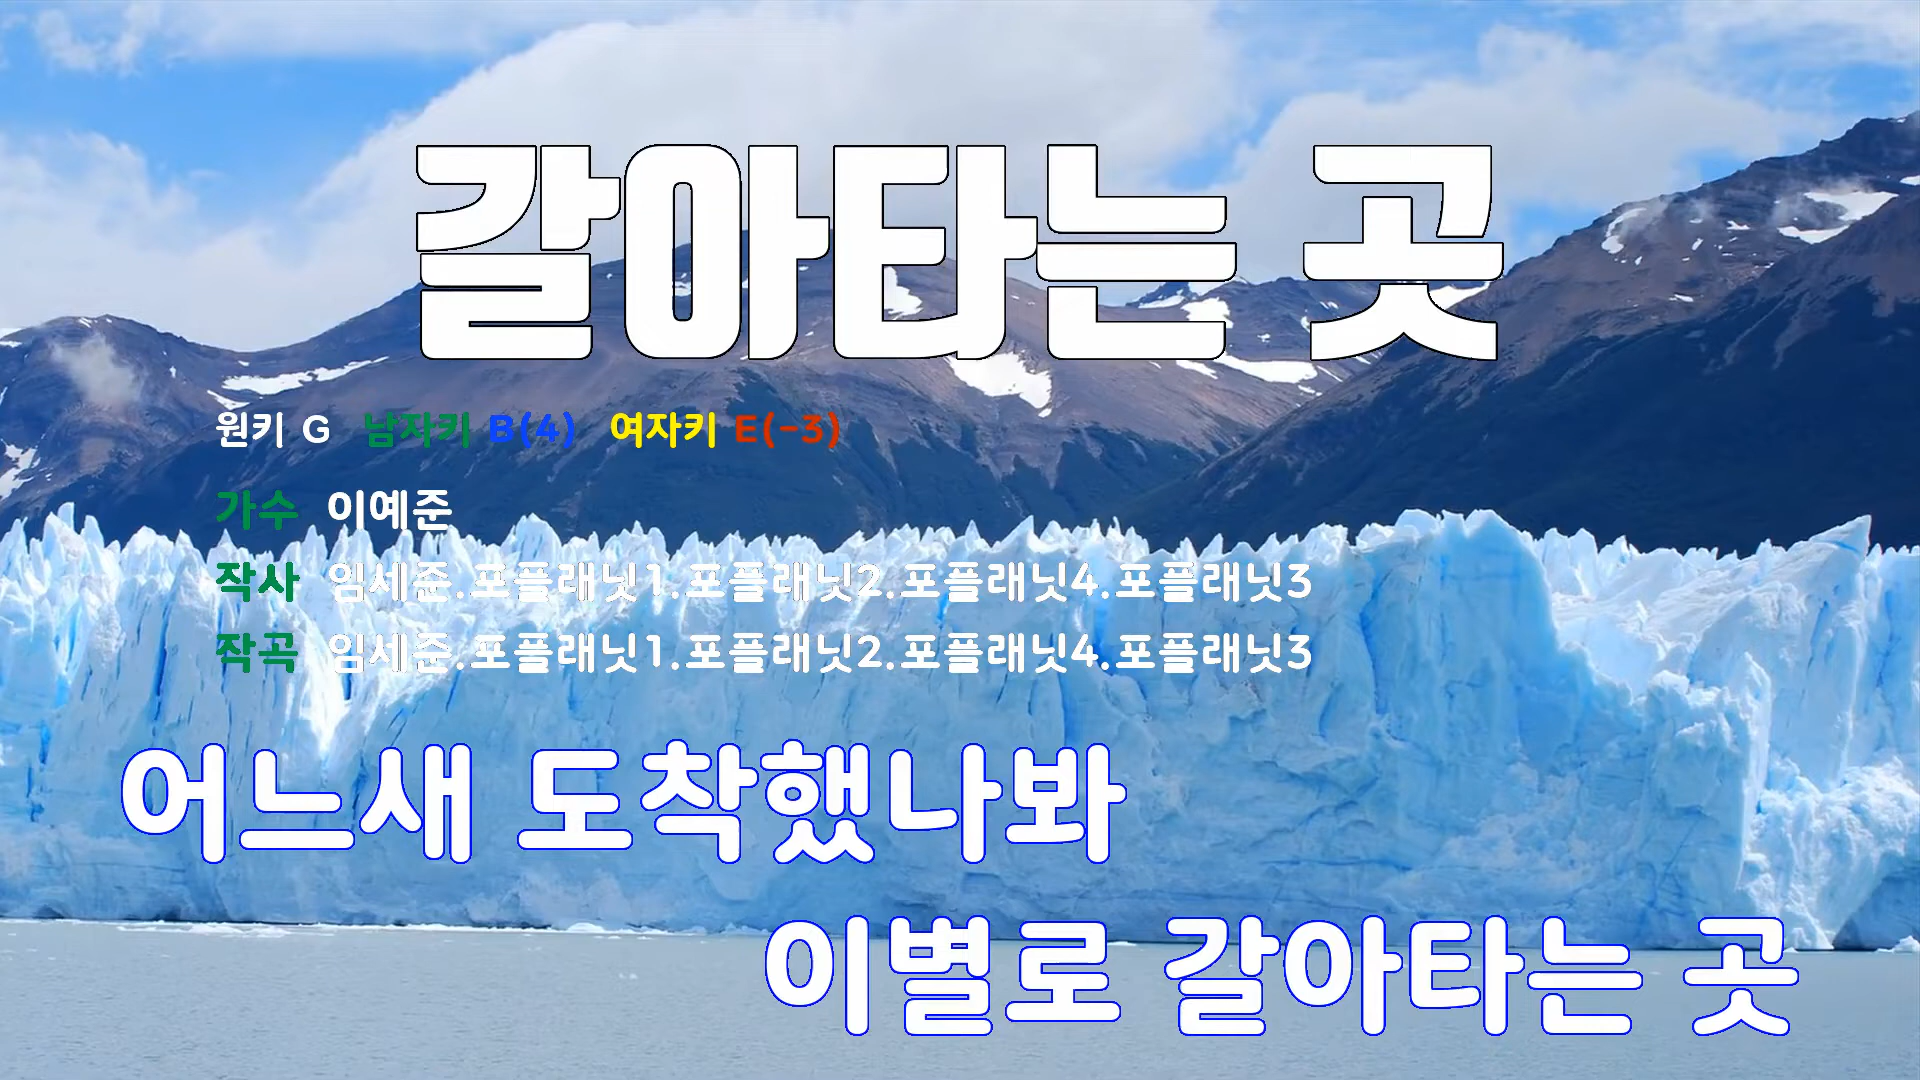 갈아타는 곳
원키 G 남자키 B(4) 여자키 E(-3)
가수 이예준
작사 임세준.포플래닛1.포플래닛2.포플래닛4.포플래닛3
작곡 임세준.포플래닛1.포플래닛2.포플래닛4.포플래닛3
어느새 도착했나봐
이별로 갈아타는 곳